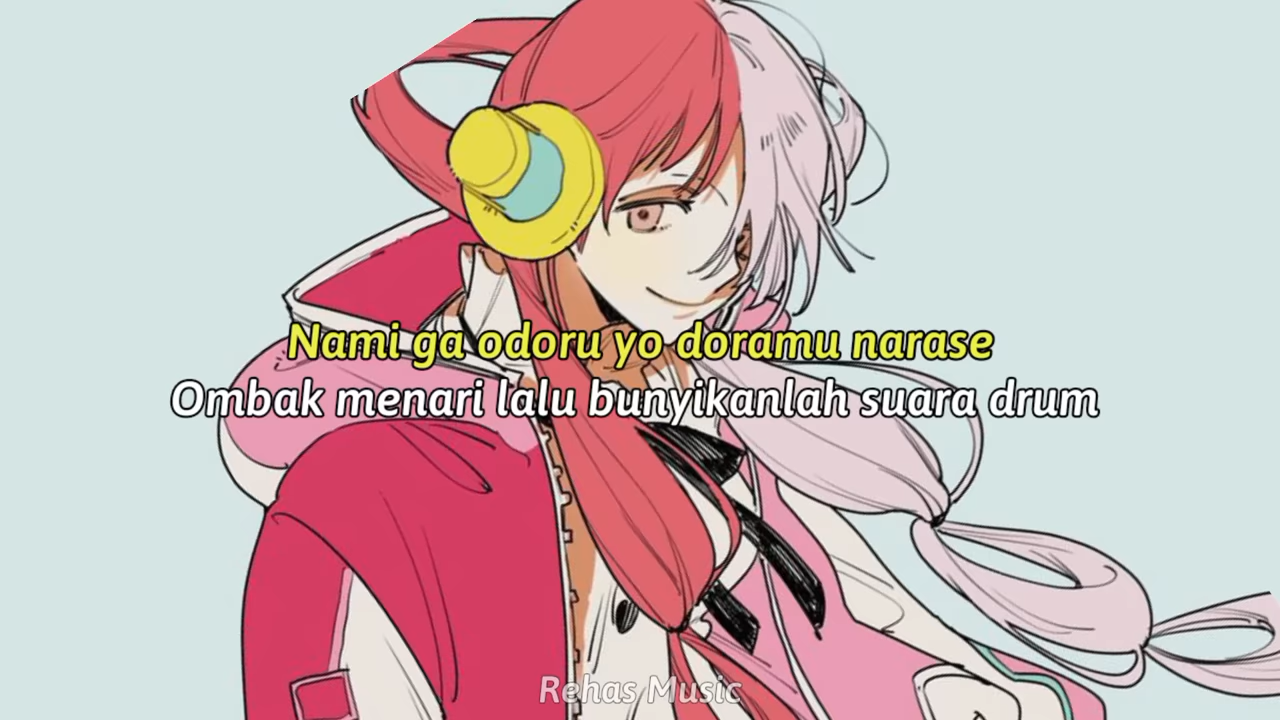 Nami ga odoru yo doramu narase
Ombak menari lalu bunyikanlah suara drum
Rehas Music